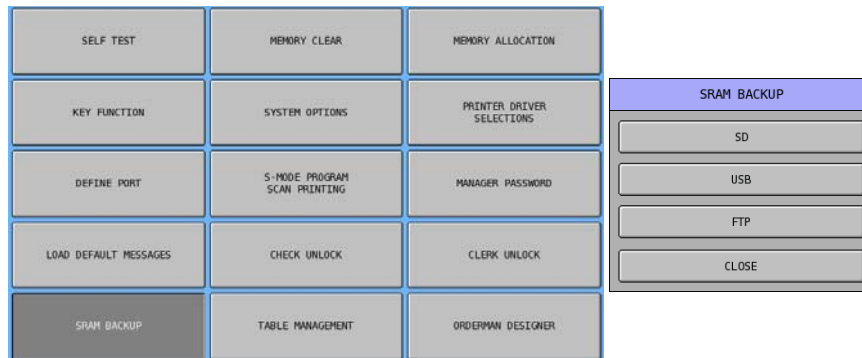 SELF TEST
MEMORY CLEAR
MEMORY ALLOCATION
KEY FUNCTION
SYSTEM OPTIONS
PRINTER DRIVER
SELECTIONS
DEFINE PORT
S-MODE PROGRAM
SCAN PRINTING
MANAGER PASSWORD
LOAD DEFAULT MESSAGES
CHECK UNLOCK
CLERK UNLOCK
SRAM BACKUP
TABLE MANAGEMENT
ORDERMAN DESIGNER
SRAM BACKUP
SD
USB
FTP
CLOSE